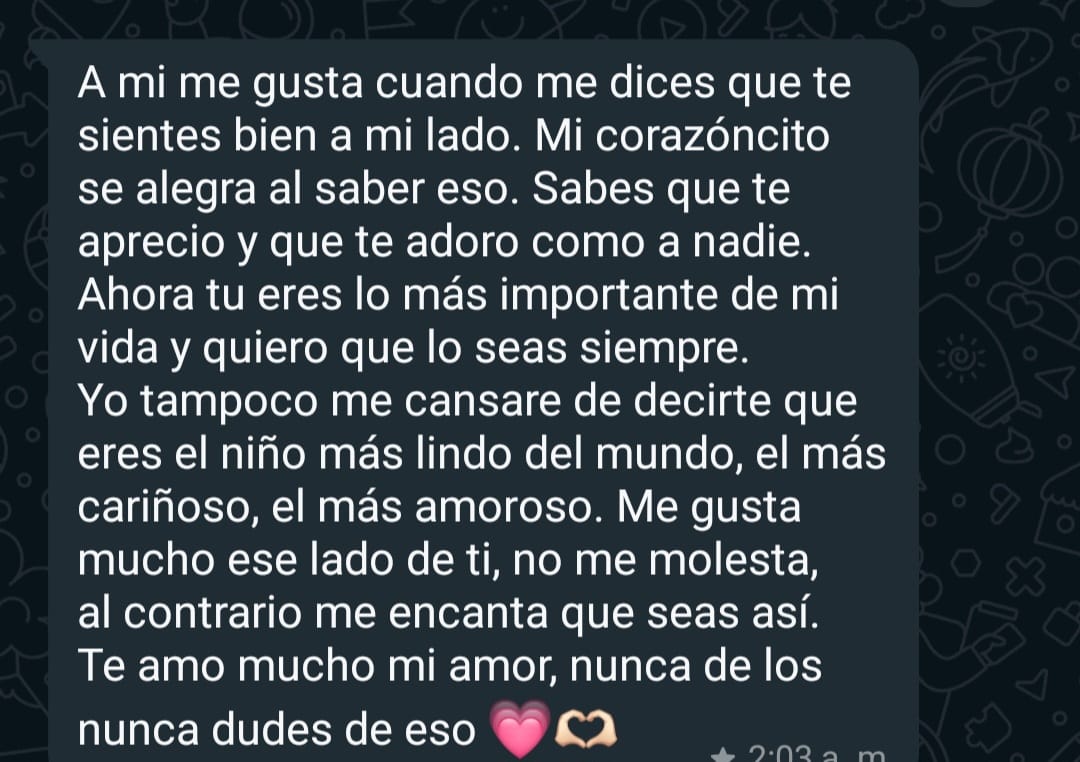 A mi me gusta cuando me dices que te
sientes bien a mi lado. Mi corazóncito
se alegra al saber eso. Sabes que te
aprecio y que te adoro como a nadie.
Ahora tu eres lo más importante de mi
vida y quiero que lo seas siempre.
Yo tampoco me cansare de decirte que
eres el niño más lindo del mundo, el más
cariñoso, el más amoroso. Me gusta
mucho ese lado de ti, no me molesta,
al contrario me encanta que seas así.
Te amo mucho mi amor, nunca de los
nunca dudes de eso 💗🫶🏻
★ 2:03 a. m.